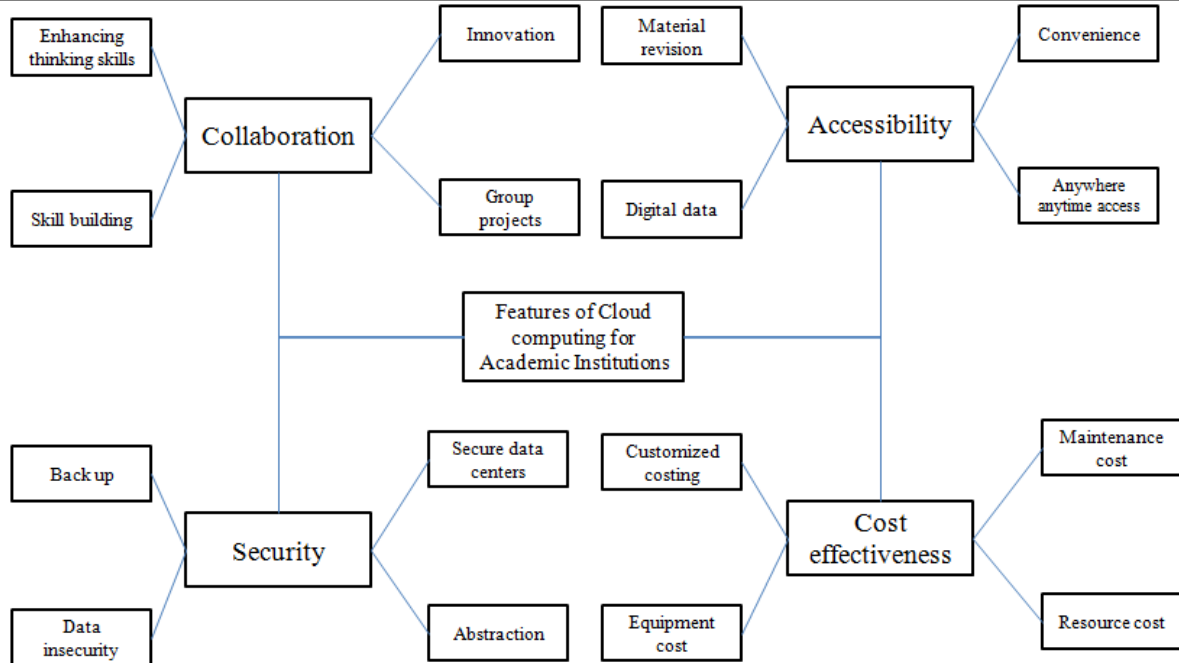 Enhancing
thinking skills
Innovation
Collaboration
Skill building
Group
projects
Material
revision
Convenience
Accessibility
Digital data
Anywhere
anytime access
Features of Cloud
computing for
Academic Institutions
Back up
Secure data
centers
Security
Data
insecurity
Abstraction
Customized
costing
Maintenance
cost
Cost
effectiveness
Equipment
cost
Resource cost